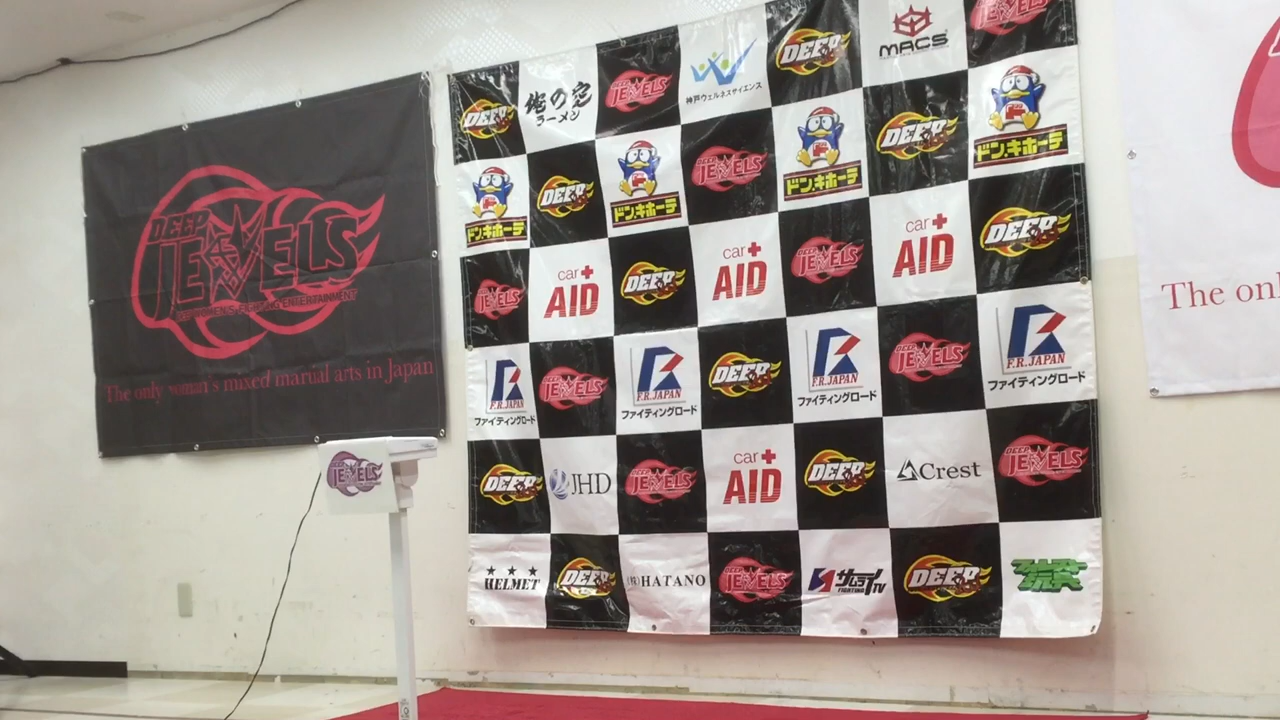 DEEP
JEWELS
DEEP WOMEN'S FIGHTING ENTERTAINMENT
The only woman's mixed martial arts in Japan
JEWELS
DEEP
俺の空
ラーメン
DEEP
JEWELS
神戸ウェルネスサイエンス
DEEP
MACS
JEWELS
ドン.キホーテ
DEEP
ドン.キホーテ
DEEP
JEWELS
ドン.キホーテ
DEEP
ドン.キホーテ
DEEP
JEWELS
car
AID
DEEP
car
AID
DEEP
JEWELS
car
AID
DEEP
F.R.JAPAN
ファイティングロード
DEEP
JEWELS
F.R.JAPAN
ファイティングロード
DEEP
F.R.JAPAN
ファイティングロード
DEEP
JEWELS
F.R.JAPAN
ファイティングロード
DEEP
JHD
DEEP
JEWELS
car
AID
DEEP
Crest
DEEP
JEWELS
HELMET
DEEP
(株)HATANO
DEEP
JEWELS
サムライTV
FIGHTING
DEEP
The onl